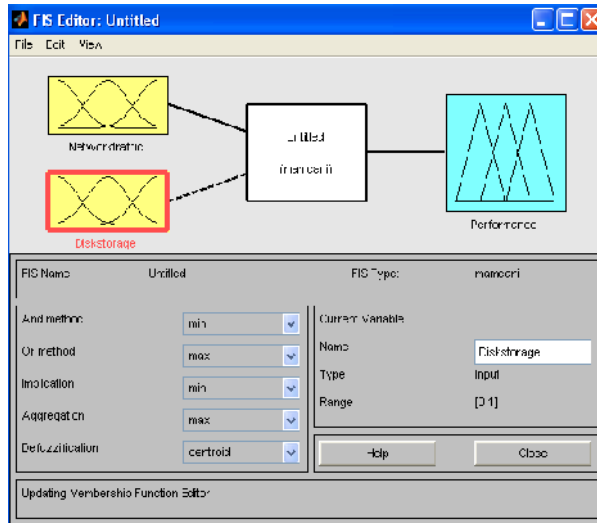 FIS Editor: Untitled
File Edit View
Networktraffic
untitled
(mamdani)
Diskstorage
Performance
FIS Name Untitled FIS Type: mamdani
And method min
Or method max
Implication min
Aggregation max
Defuzzification centroid
Current Variable
Name Diskstorage
Type input
Range [0 1]
Help Close
Updating Membership Function Editor